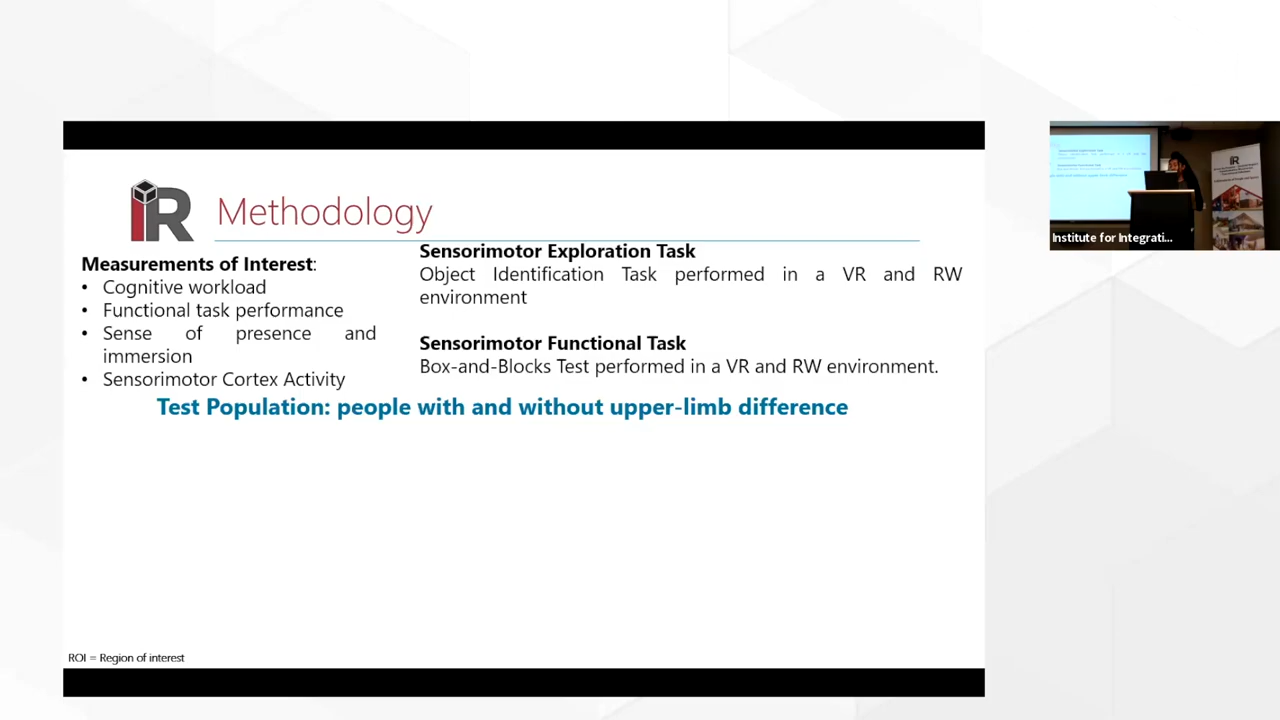 iR Methodology
Measurements of Interest:
• Cognitive workload
• Functional task performance
• Sense of presence and
immersion
• Sensorimotor Cortex Activity
Sensorimotor Exploration Task
Object Identification Task performed in a VR and RW
environment
Sensorimotor Functional Task
Box-and-Blocks Test performed in a VR and RW environment.
Test Population: people with and without upper-limb difference
ROI = Region of interest
Institute for Integrati...